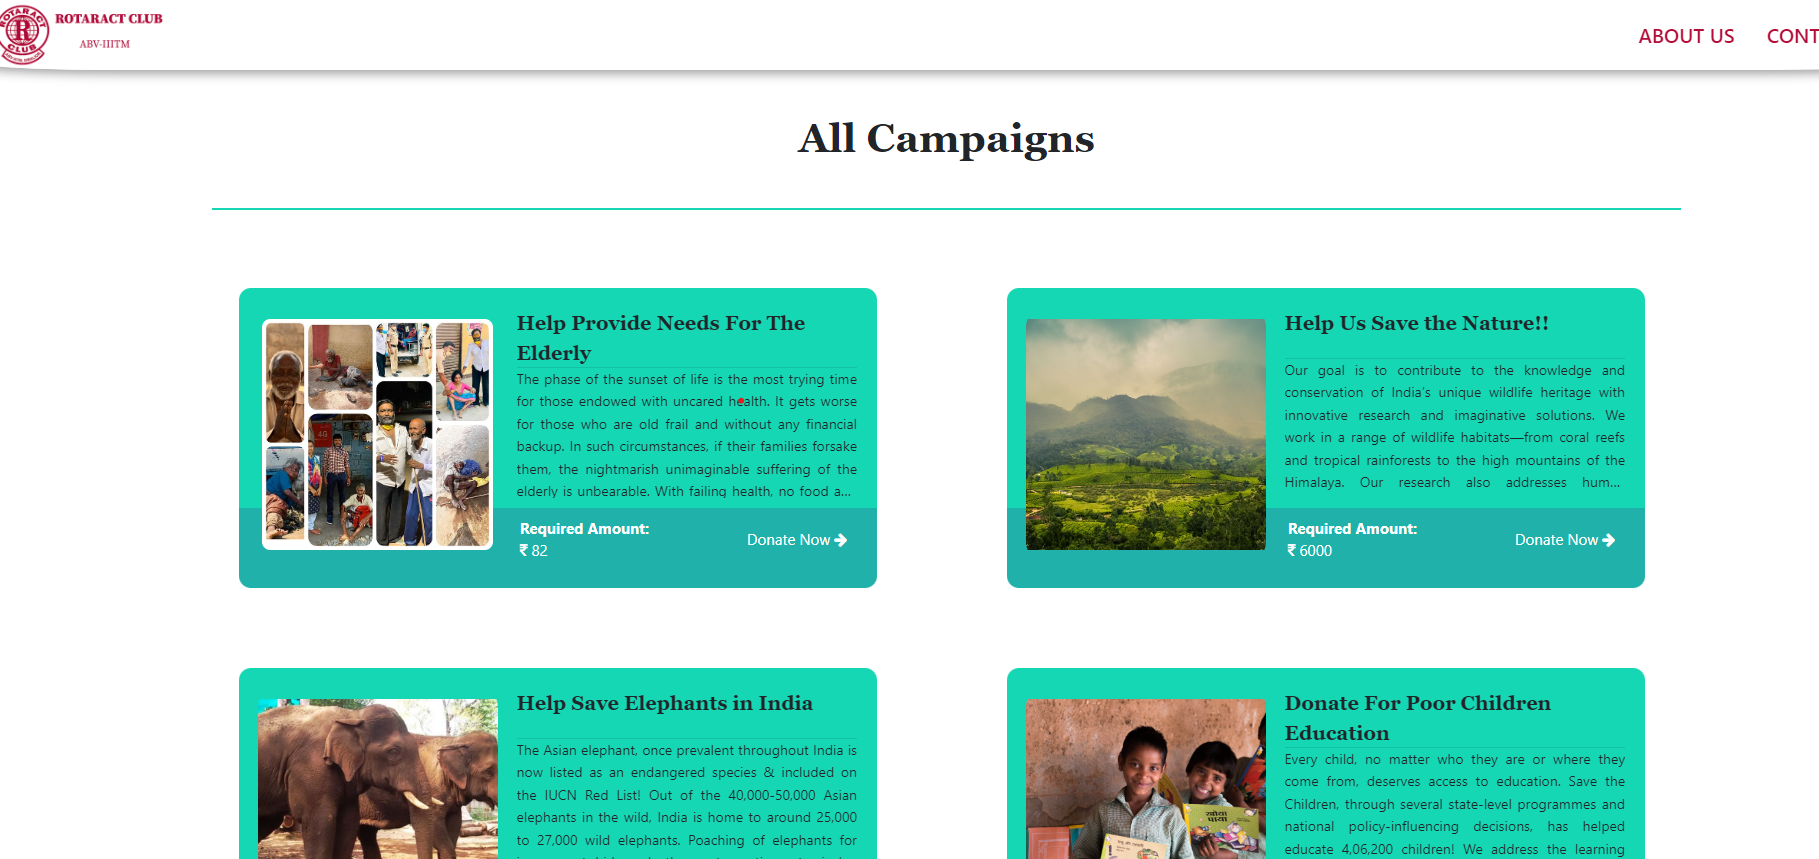 ROTARACT CLUB
ABV-IIITM
ROTARACT
R
CLUB
ABOUT US
CONT
All Campaigns
Help Provide Needs For The
Elderly
The phase of the sunset of life is the most trying time
for those endowed with uncared health. It gets worse
for those who are old frail and without any financial
backup. In such circumstances, if their families forsake
them, the nightmarish unimaginable suffering of the
elderly is unbearable. With failing health, no food a...
Required Amount:
₹ 82
Donate Now
Help Us Save the Nature!!
Our goal is to contribute to the knowledge and
conservation of India's unique wildlife heritage with
innovative research and imaginative solutions. We
work in a range of wildlife habitats—from coral reefs
and tropical rainforests to the high mountains of the
Himalaya. Our research also addresses hum...
Required Amount:
₹ 6000
Donate Now
Help Save Elephants in India
The Asian elephant, once prevalent throughout India is
now listed as an endangered species & included on
the IUCN Red List! Out of the 40,000-50,000 Asian
elephants in the wild, India is home to around 25,000
to 27,000 wild elephants. Poaching of elephants for
Donate For Poor Children
Education
Every child, no matter who they are or where they
come from, deserves access to education. Save the
Children, through several state-level programmes and
national policy-influencing decisions, has helped
educate 4,06,200 children! We address the learning